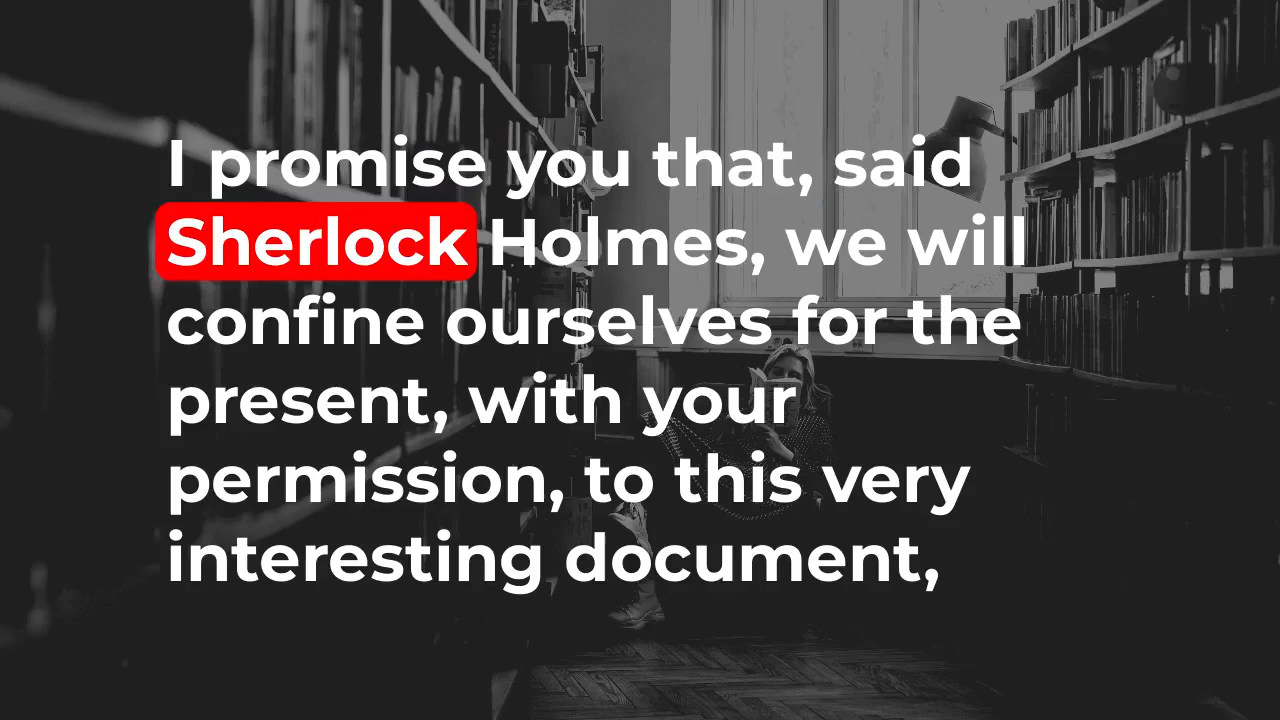 I promise you that, said
Sherlock Holmes, we will
confine ourselves for the
present, with your
permission, to this very
interesting document,